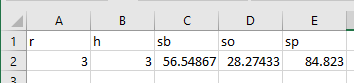 A B C D E
1 r h sb so sp
2 3 3 56.54867 28.27433 84.823